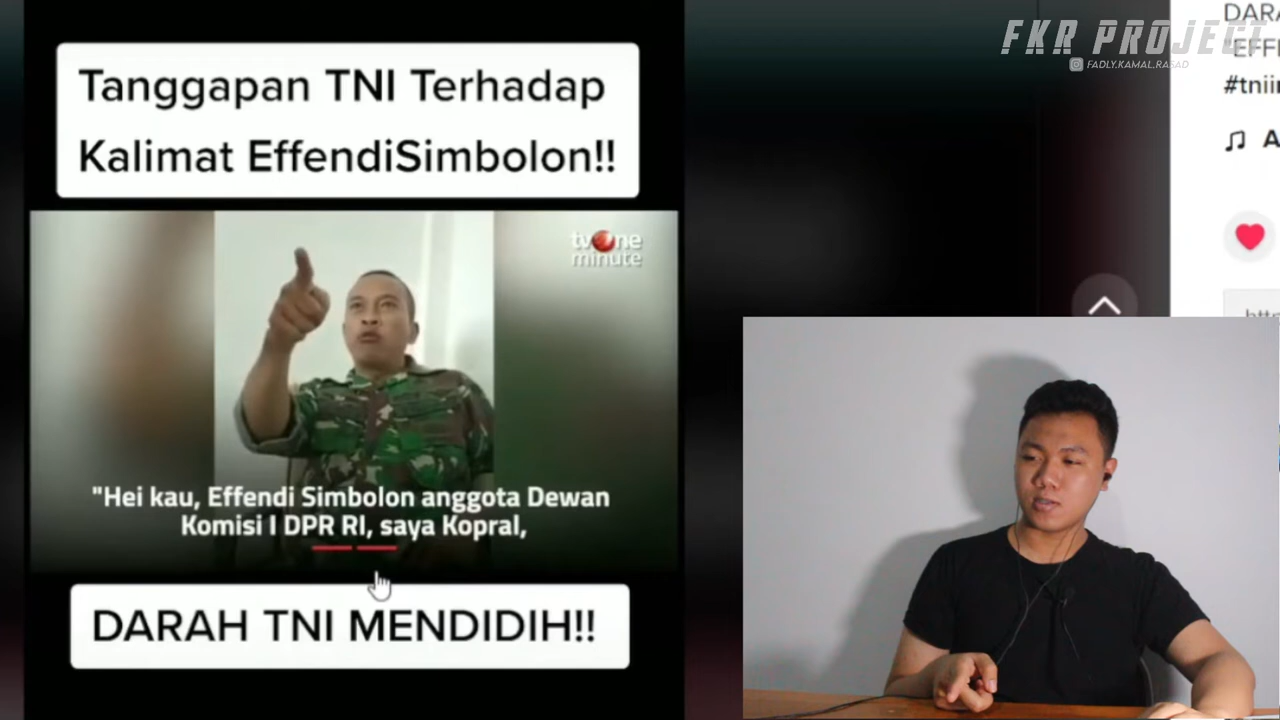 Tanggapan TNI Terhadap
Kalimat EffendiSimbolon!!
tvOne
minute
"Hei kau, Effendi Simbolon anggota Dewan
Komisi I DPR RI, saya Kopral,
DARAH TNI MENDIDIH!!
FKR PROJECT
FADLY.KAMAL.RASAD